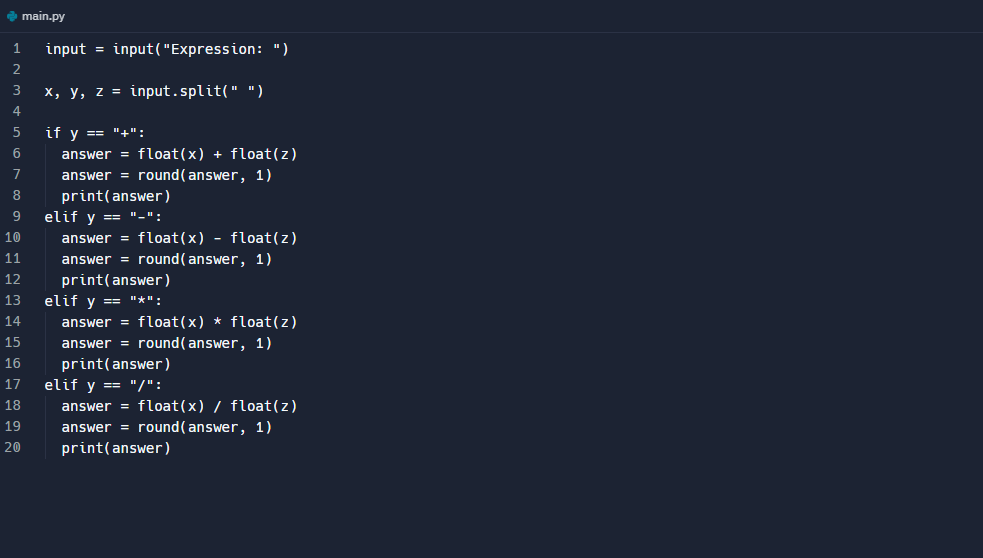 main.py
1 input = input("Expression: ")
2
3 x, y, z = input.split(" ")
4
5 if y == "+":
6   answer = float(x) + float(z)
7   answer = round(answer, 1)
8   print(answer)
9 elif y == "-":
10   answer = float(x) - float(z)
11   answer = round(answer, 1)
12   print(answer)
13 elif y == "*":
14   answer = float(x) * float(z)
15   answer = round(answer, 1)
16   print(answer)
17 elif y == "/":
18   answer = float(x) / float(z)
19   answer = round(answer, 1)
20   print(answer)